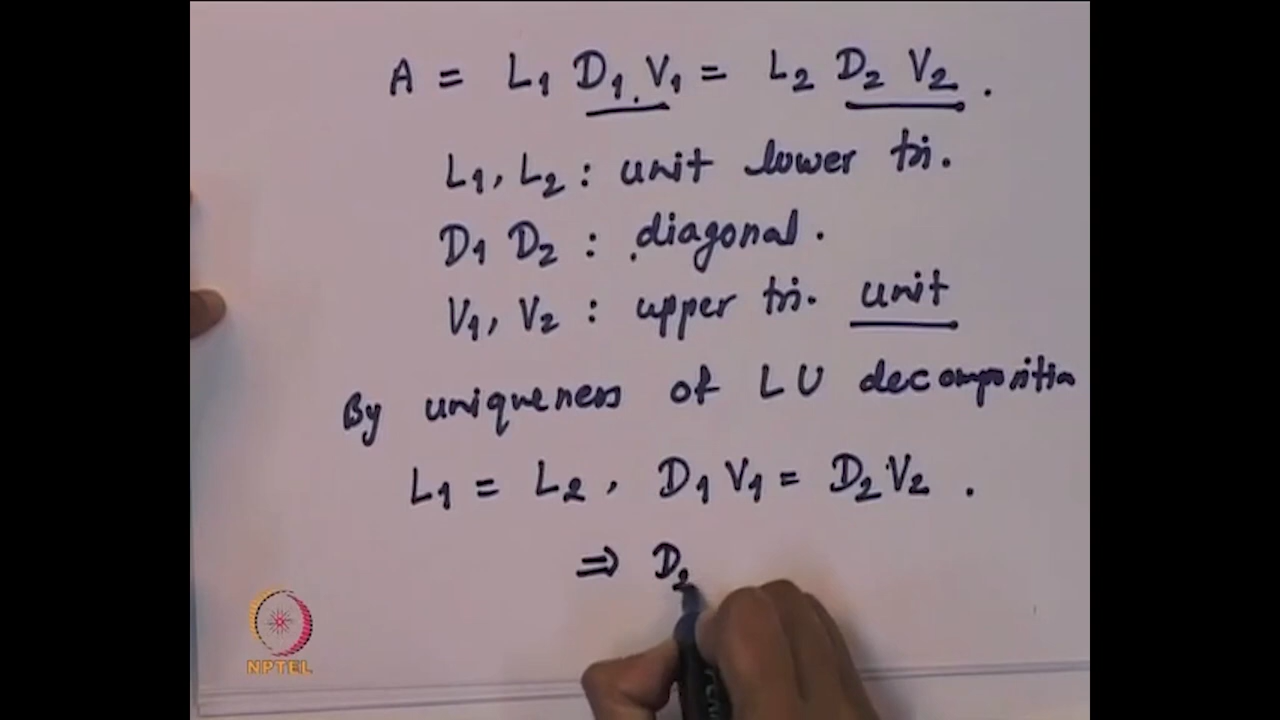 A = L1 D1 V1 = L2 D2 V2 .
L1, L2 : unit lower tri.
D1 D2 : diagonal.
V1, V2 : upper tri. unit
By uniqueness of LU decomposition
L1 = L2 , D1 V1 = D2 V2 .
⇒ D2
NPTEL